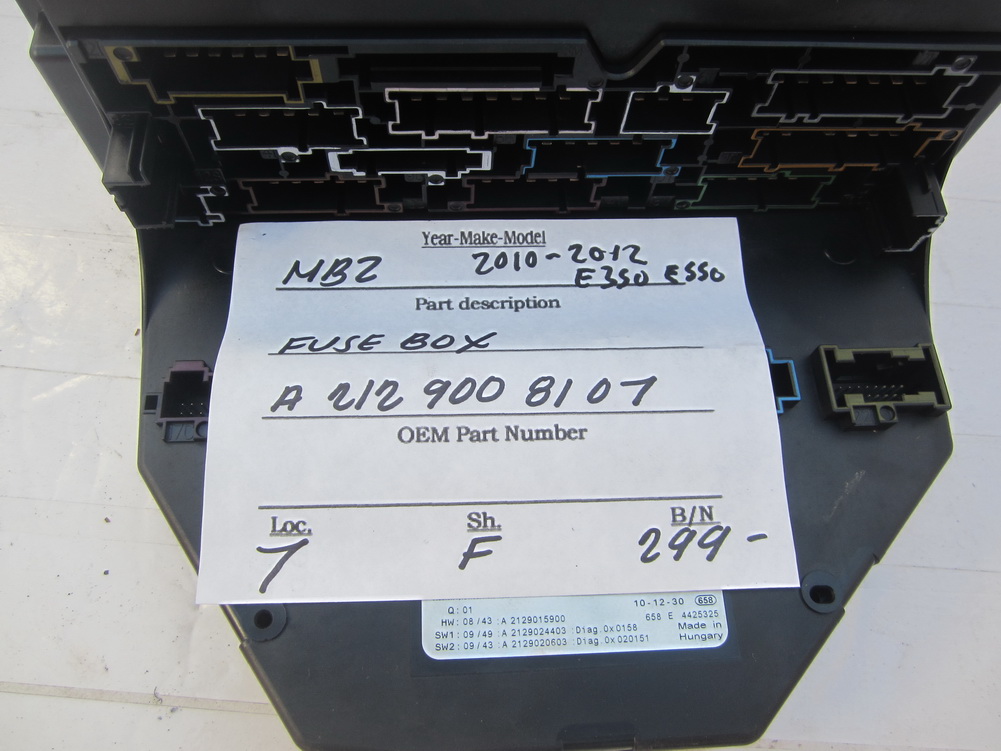 Year-Make-Model
MBZ 2010-2012
E350 E550
Part description
FUSE BOX
A 212 900 81 07
OEM Part Number
Loc. Sh. B/N
7 F 299-
Q: 01 10-12-30 658
HW: 08/43 :A 2129015900 658 E 4425325
SW1: 09/49 :A 2129024403 :Diag:0x0158 Made in
SW2: 09/43 :A 2129020603 :Diag:0x020151 Hungary